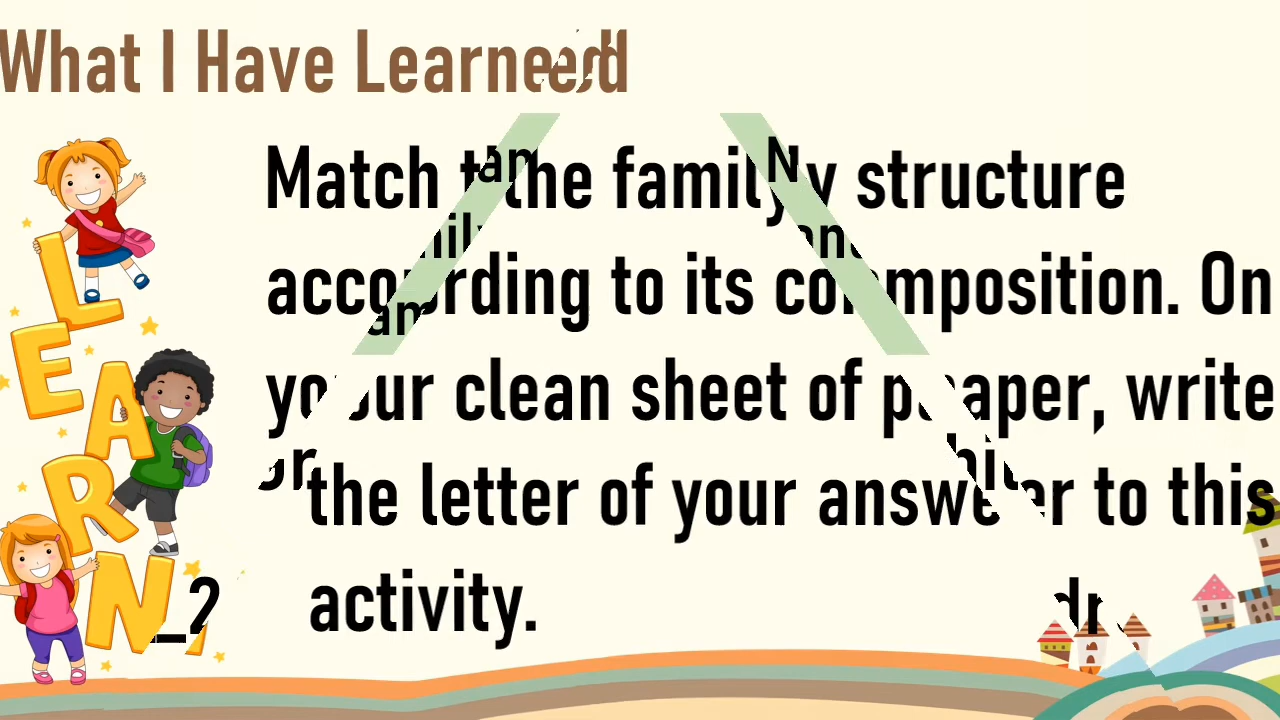 What I Have Learned
Match the family structure
according to its composition. On
your clean sheet of paper, write
the letter of your answer to this
activity.
LEARN